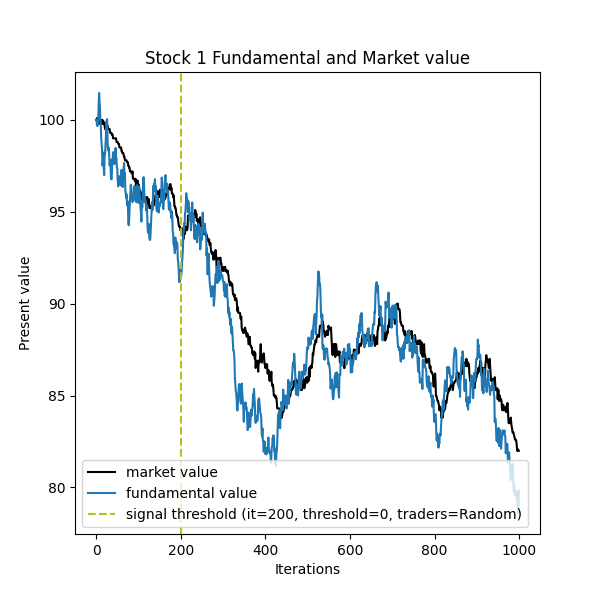 Stock 1 Fundamental and Market value
Present value
100
95
90
85
80
market value
fundamental value
signal threshold (it=200, threshold=0, traders=Random)
0 200 400 600 800 1000
Iterations